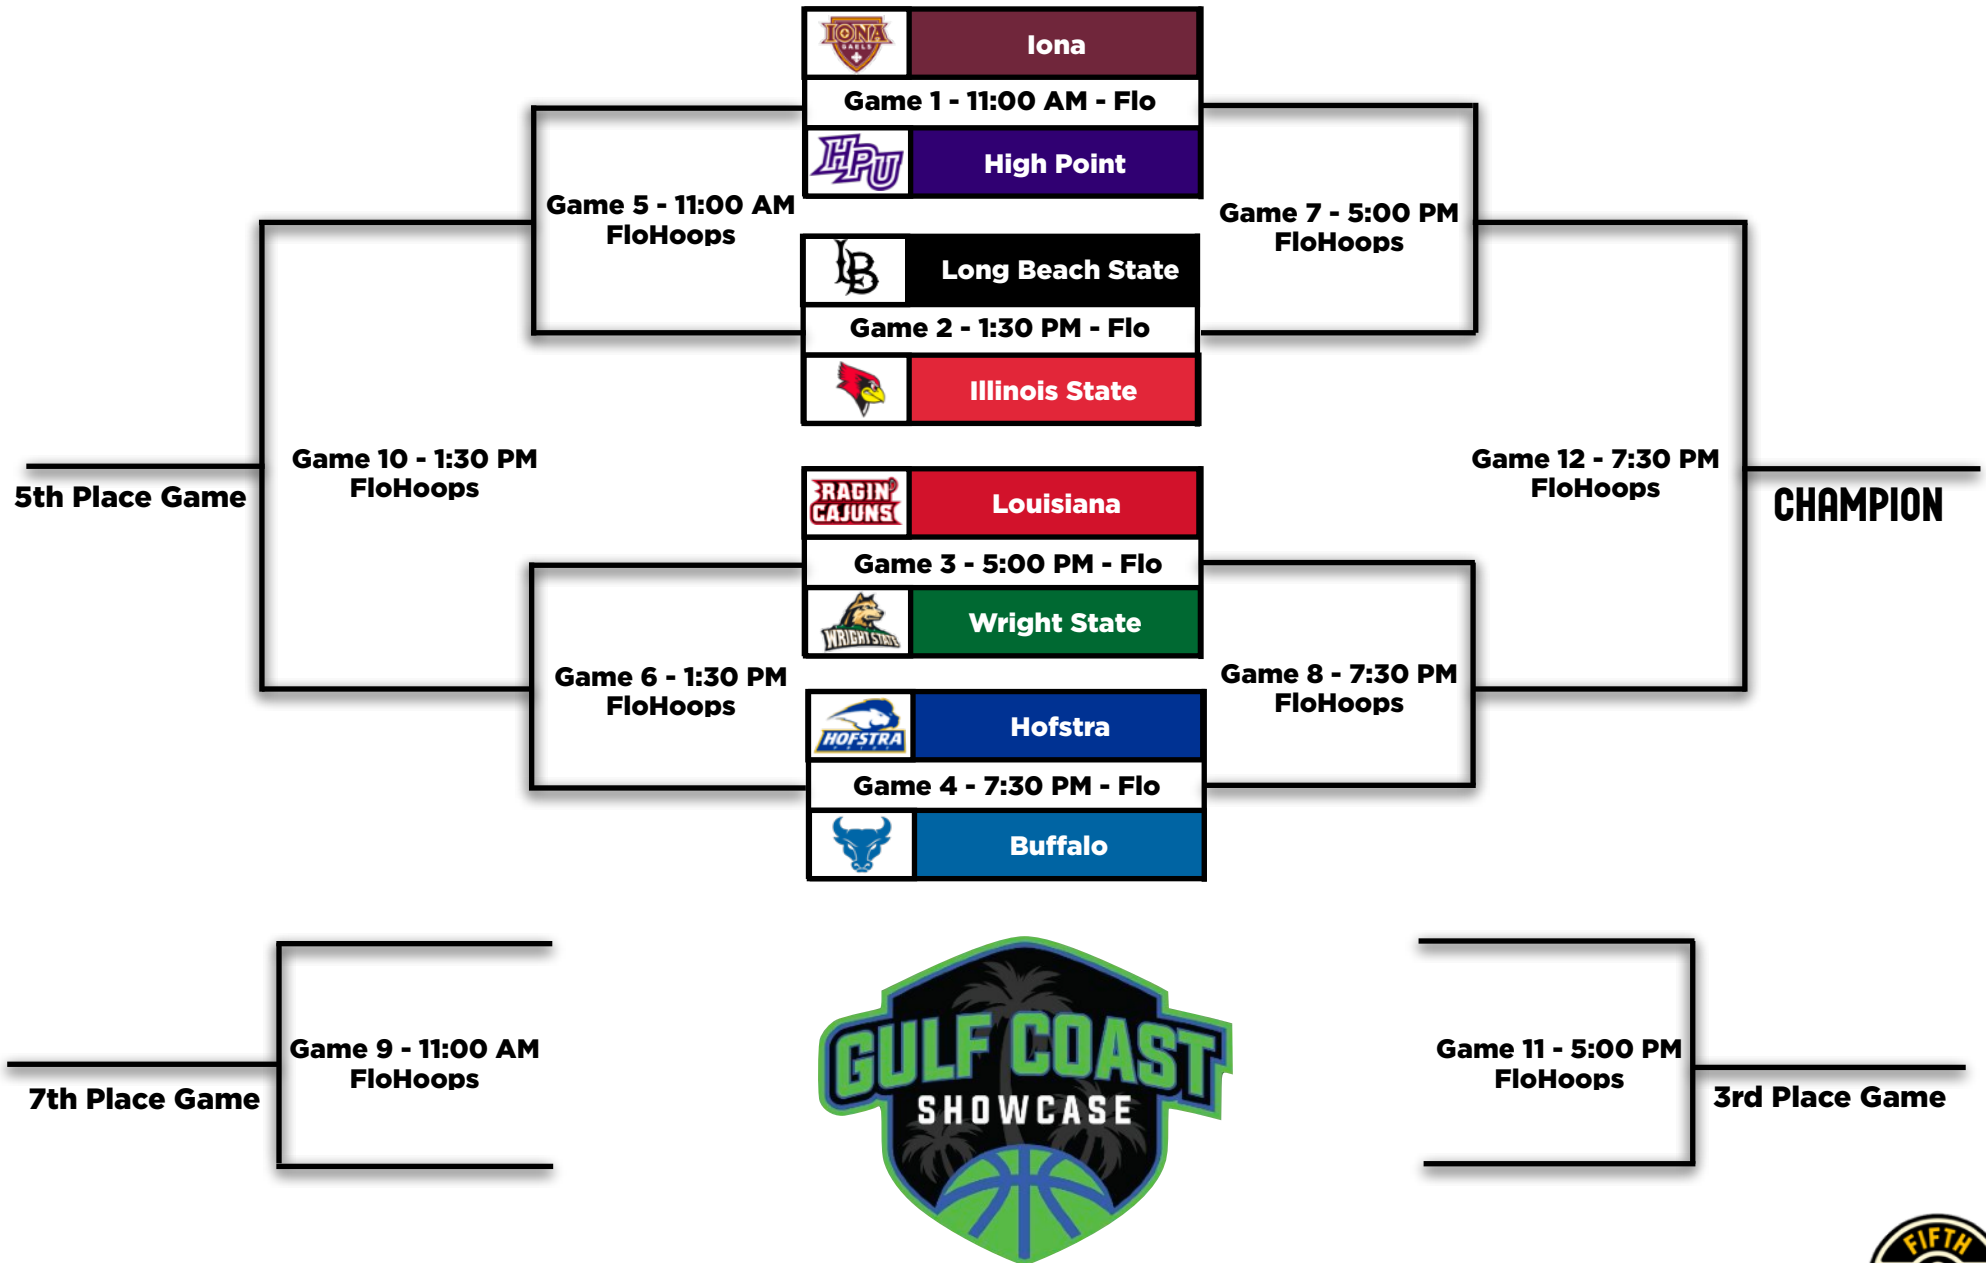 IONA
GAELS
Iona
Game 1 - 11:00 AM - Flo
HPU
High Point
Game 5 - 11:00 AM
FloHoops
Game 7 - 5:00 PM
FloHoops
LB
Long Beach State
Game 2 - 1:30 PM - Flo
Illinois State
Game 10 - 1:30 PM
FloHoops
5th Place Game
Game 12 - 7:30 PM
FloHoops
CHAMPION
RAGIN'
CAJUNS
Louisiana
Game 3 - 5:00 PM - Flo
WRIGHT STATE
Wright State
Game 6 - 1:30 PM
FloHoops
Game 8 - 7:30 PM
FloHoops
HOFSTRA
PRIDE
Hofstra
Game 4 - 7:30 PM - Flo
Buffalo
Game 9 - 11:00 AM
FloHoops
7th Place Game
GULF COAST
SHOWCASE
Game 11 - 5:00 PM
FloHoops
3rd Place Game
FIFTH